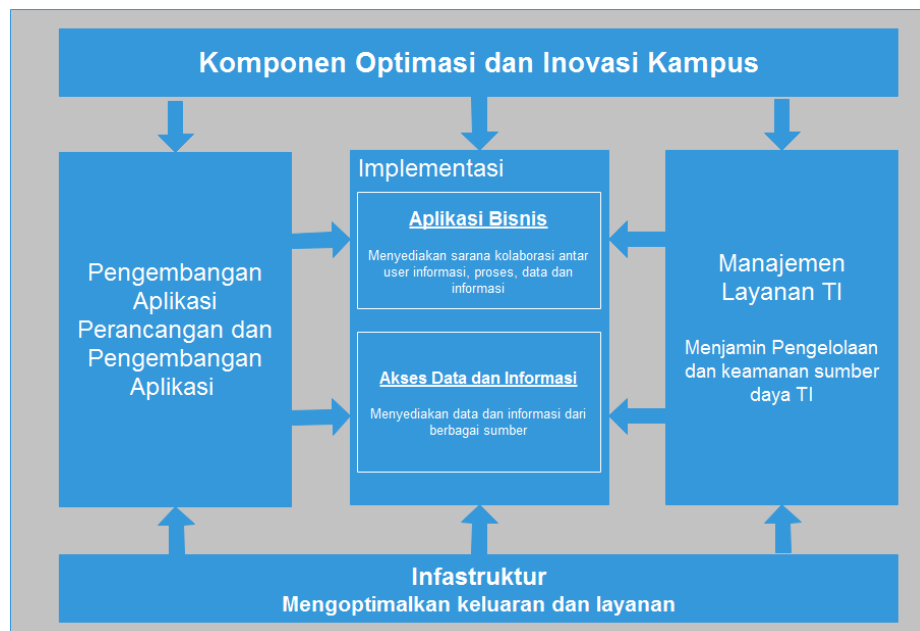 Komponen Optimasi dan Inovasi Kampus
Pengembangan
Aplikasi
Perancangan dan
Pengembangan
Aplikasi
Implementasi
Aplikasi Bisnis
Menyediakan sarana kolaborasi antar
user informasi, proses, data dan
informasi
Akses Data dan Informasi
Menyediakan data dan informasi dari
berbagai sumber
Manajemen
Layanan TI
Menjamin Pengelolaan
dan keamanan sumber
daya TI
Infastruktur
Mengoptimalkan keluaran dan layanan